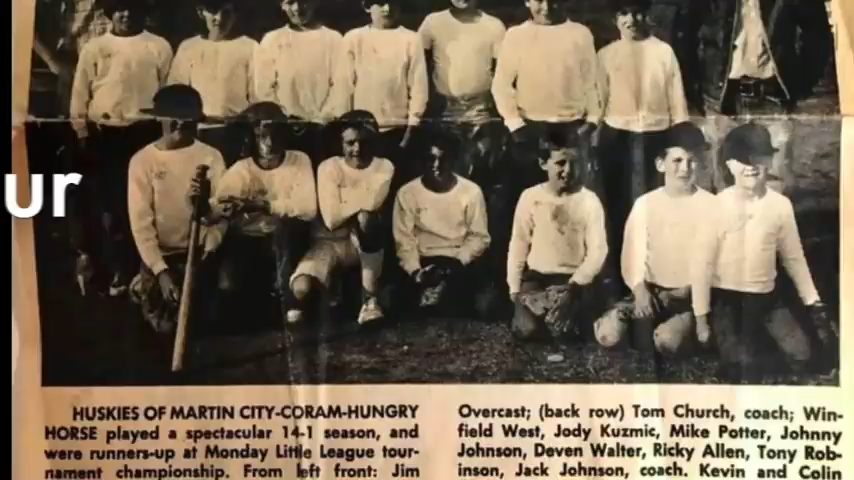 ur
HUSKIES OF MARTIN CITY-CORAM-HUNGRY
HORSE played a spectacular 14-1 season, and
were runners-up at Monday Little League tour-
nament championship. From left front: Jim
Overcast; (back row) Tom Church, coach; Win-
field West, Jody Kuzmic, Mike Potter, Johnny
Johnson, Deven Walter, Ricky Allen, Tony Rob-
inson, Jack Johnson, coach. Kevin and Colin